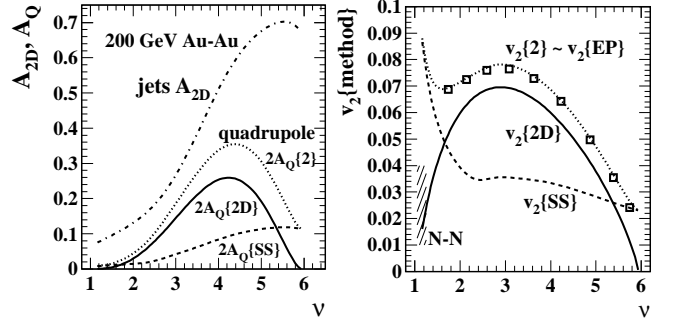 A2D, AQ
0.7
0.6
0.5
0.4
0.3
0.2
0.1
0
200 GeV Au-Au
jets A2D
quadrupole
2AQ{2}
2AQ{2D}
2AQ{SS}
1 2 3 4 5 6
ν
v2{method}
0.1
0.09
0.08
0.07
0.06
0.05
0.04
0.03
0.02
0.01
0
v2{2} ~ v2{EP}
v2{2D}
v2{SS}
N-N
1 2 3 4 5 6
ν